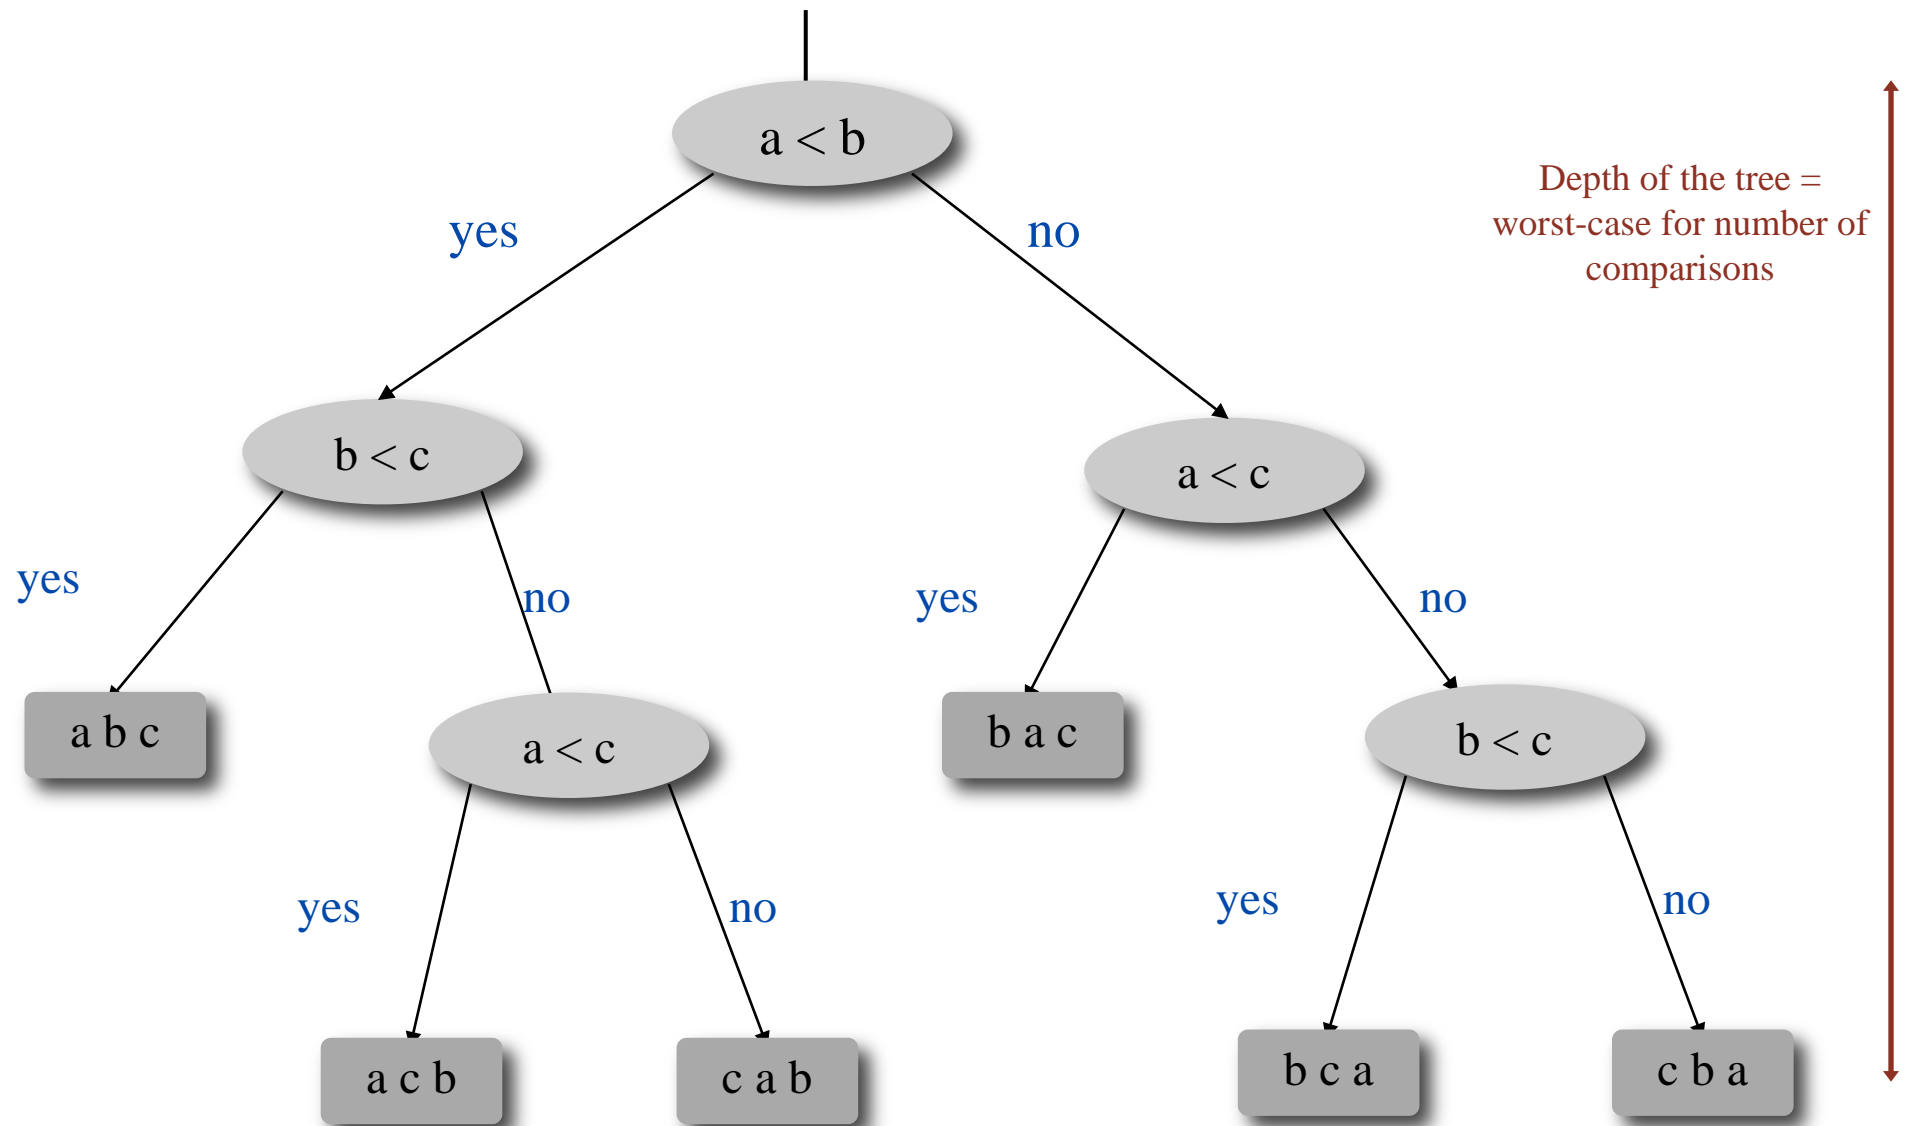 a < b
Depth of the tree =
worst-case for number of
comparisons
yes
no
b < c
a < c
yes
no
yes
no
a b c
a < c
b a c
b < c
yes
no
yes
no
a c b
c a b
b c a
c b a